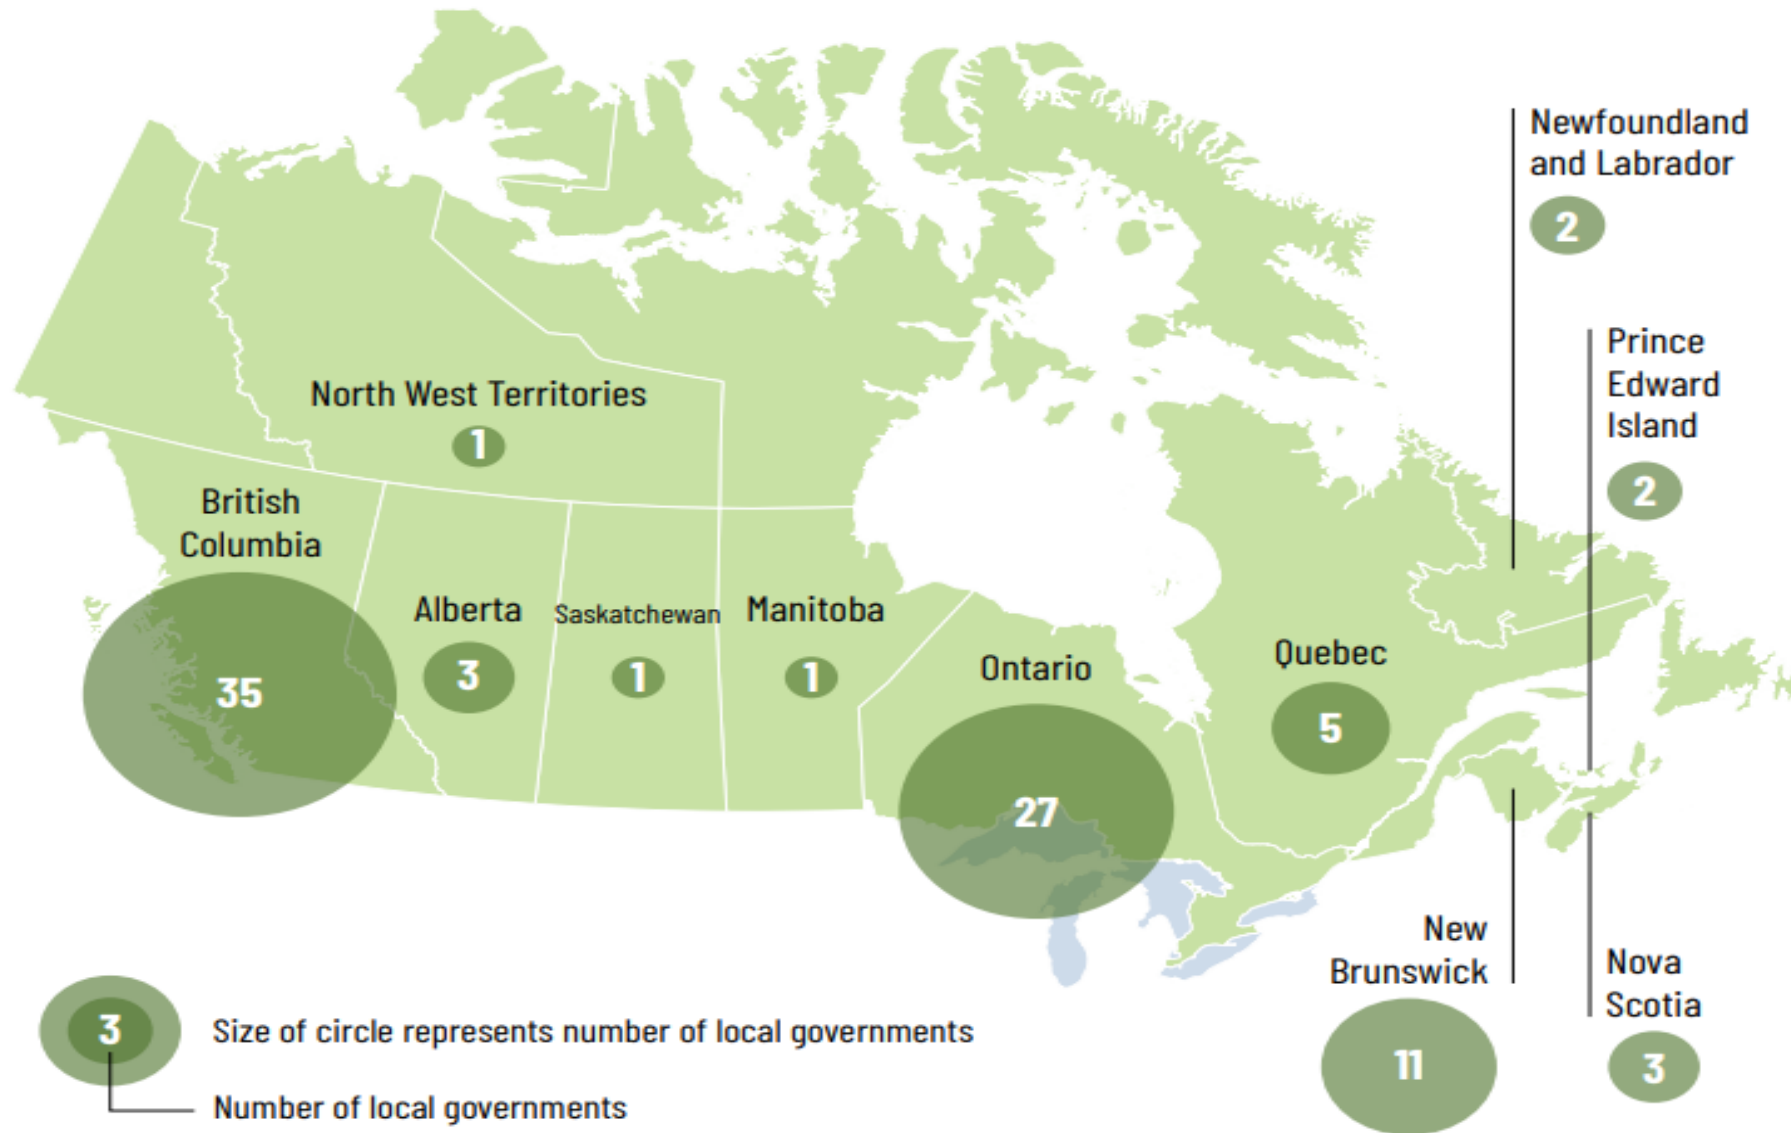 Newfoundland
and Labrador
2
Prince
Edward
Island
2
North West Territories
1
British
Columbia
35
Alberta
3
Saskatchewan
1
Manitoba
1
Ontario
27
Quebec
5
New
Brunswick
11
Nova
Scotia
3
3
Size of circle represents number of local governments
Number of local governments